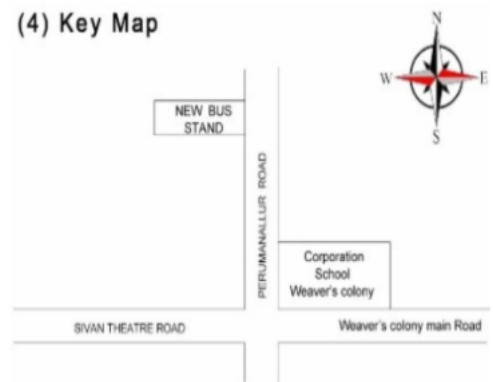 (4) Key Map
N
W
E
S
NEW BUS
STAND
PERUMANALLUR ROAD
Corporation
School
Weaver's colony
SIVAN THEATRE ROAD
Weaver's colony main Road